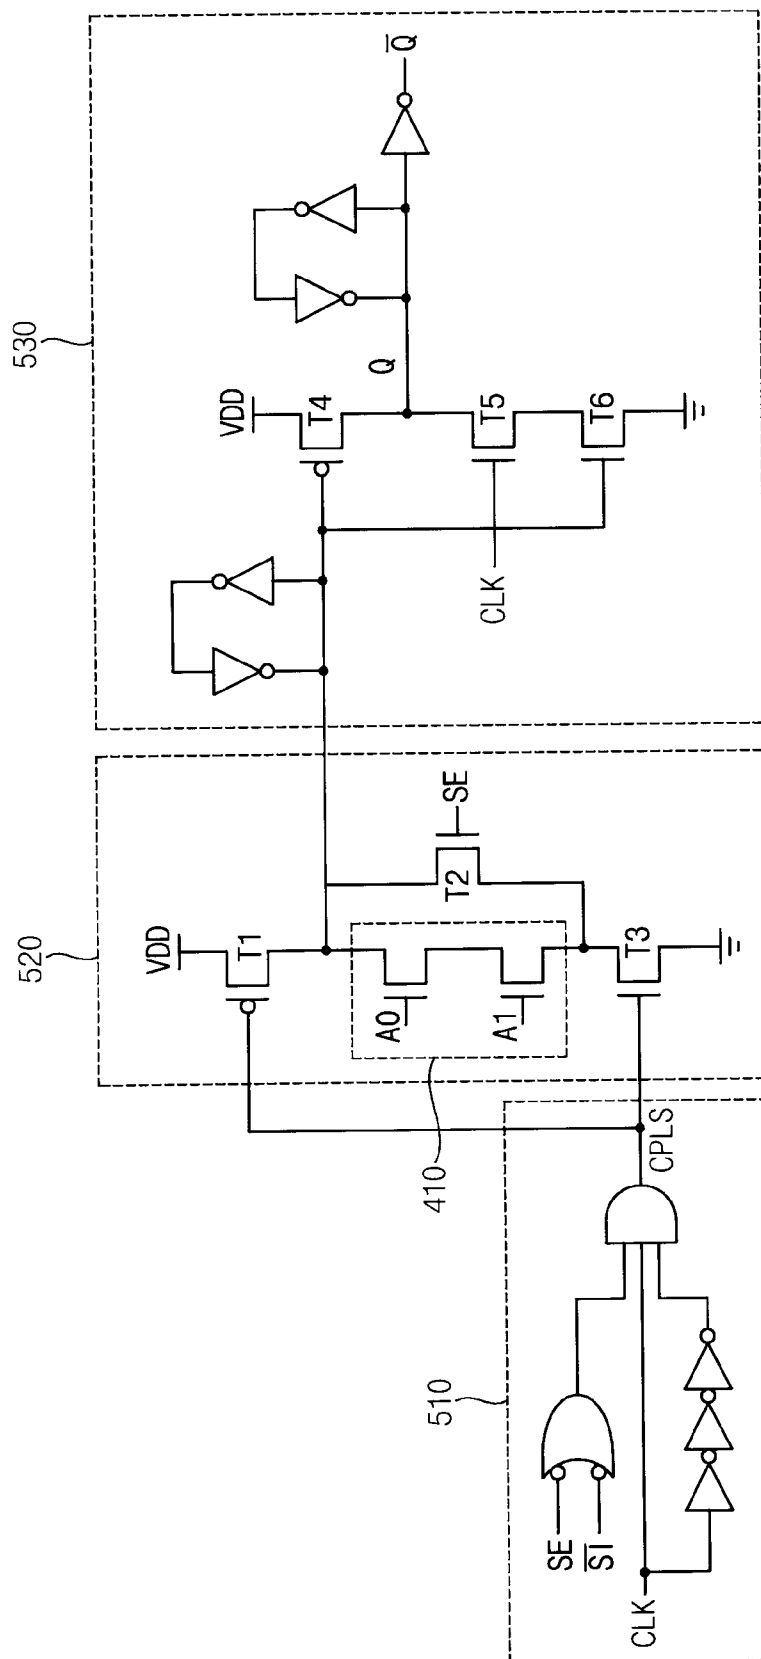 530
Q̅
VDD
T4
Q
T5
T6
CLK
520
VDD
T1
SE
T2
A0
A1
T3
410
CPLS
510
SE
S̅I̅
CLK